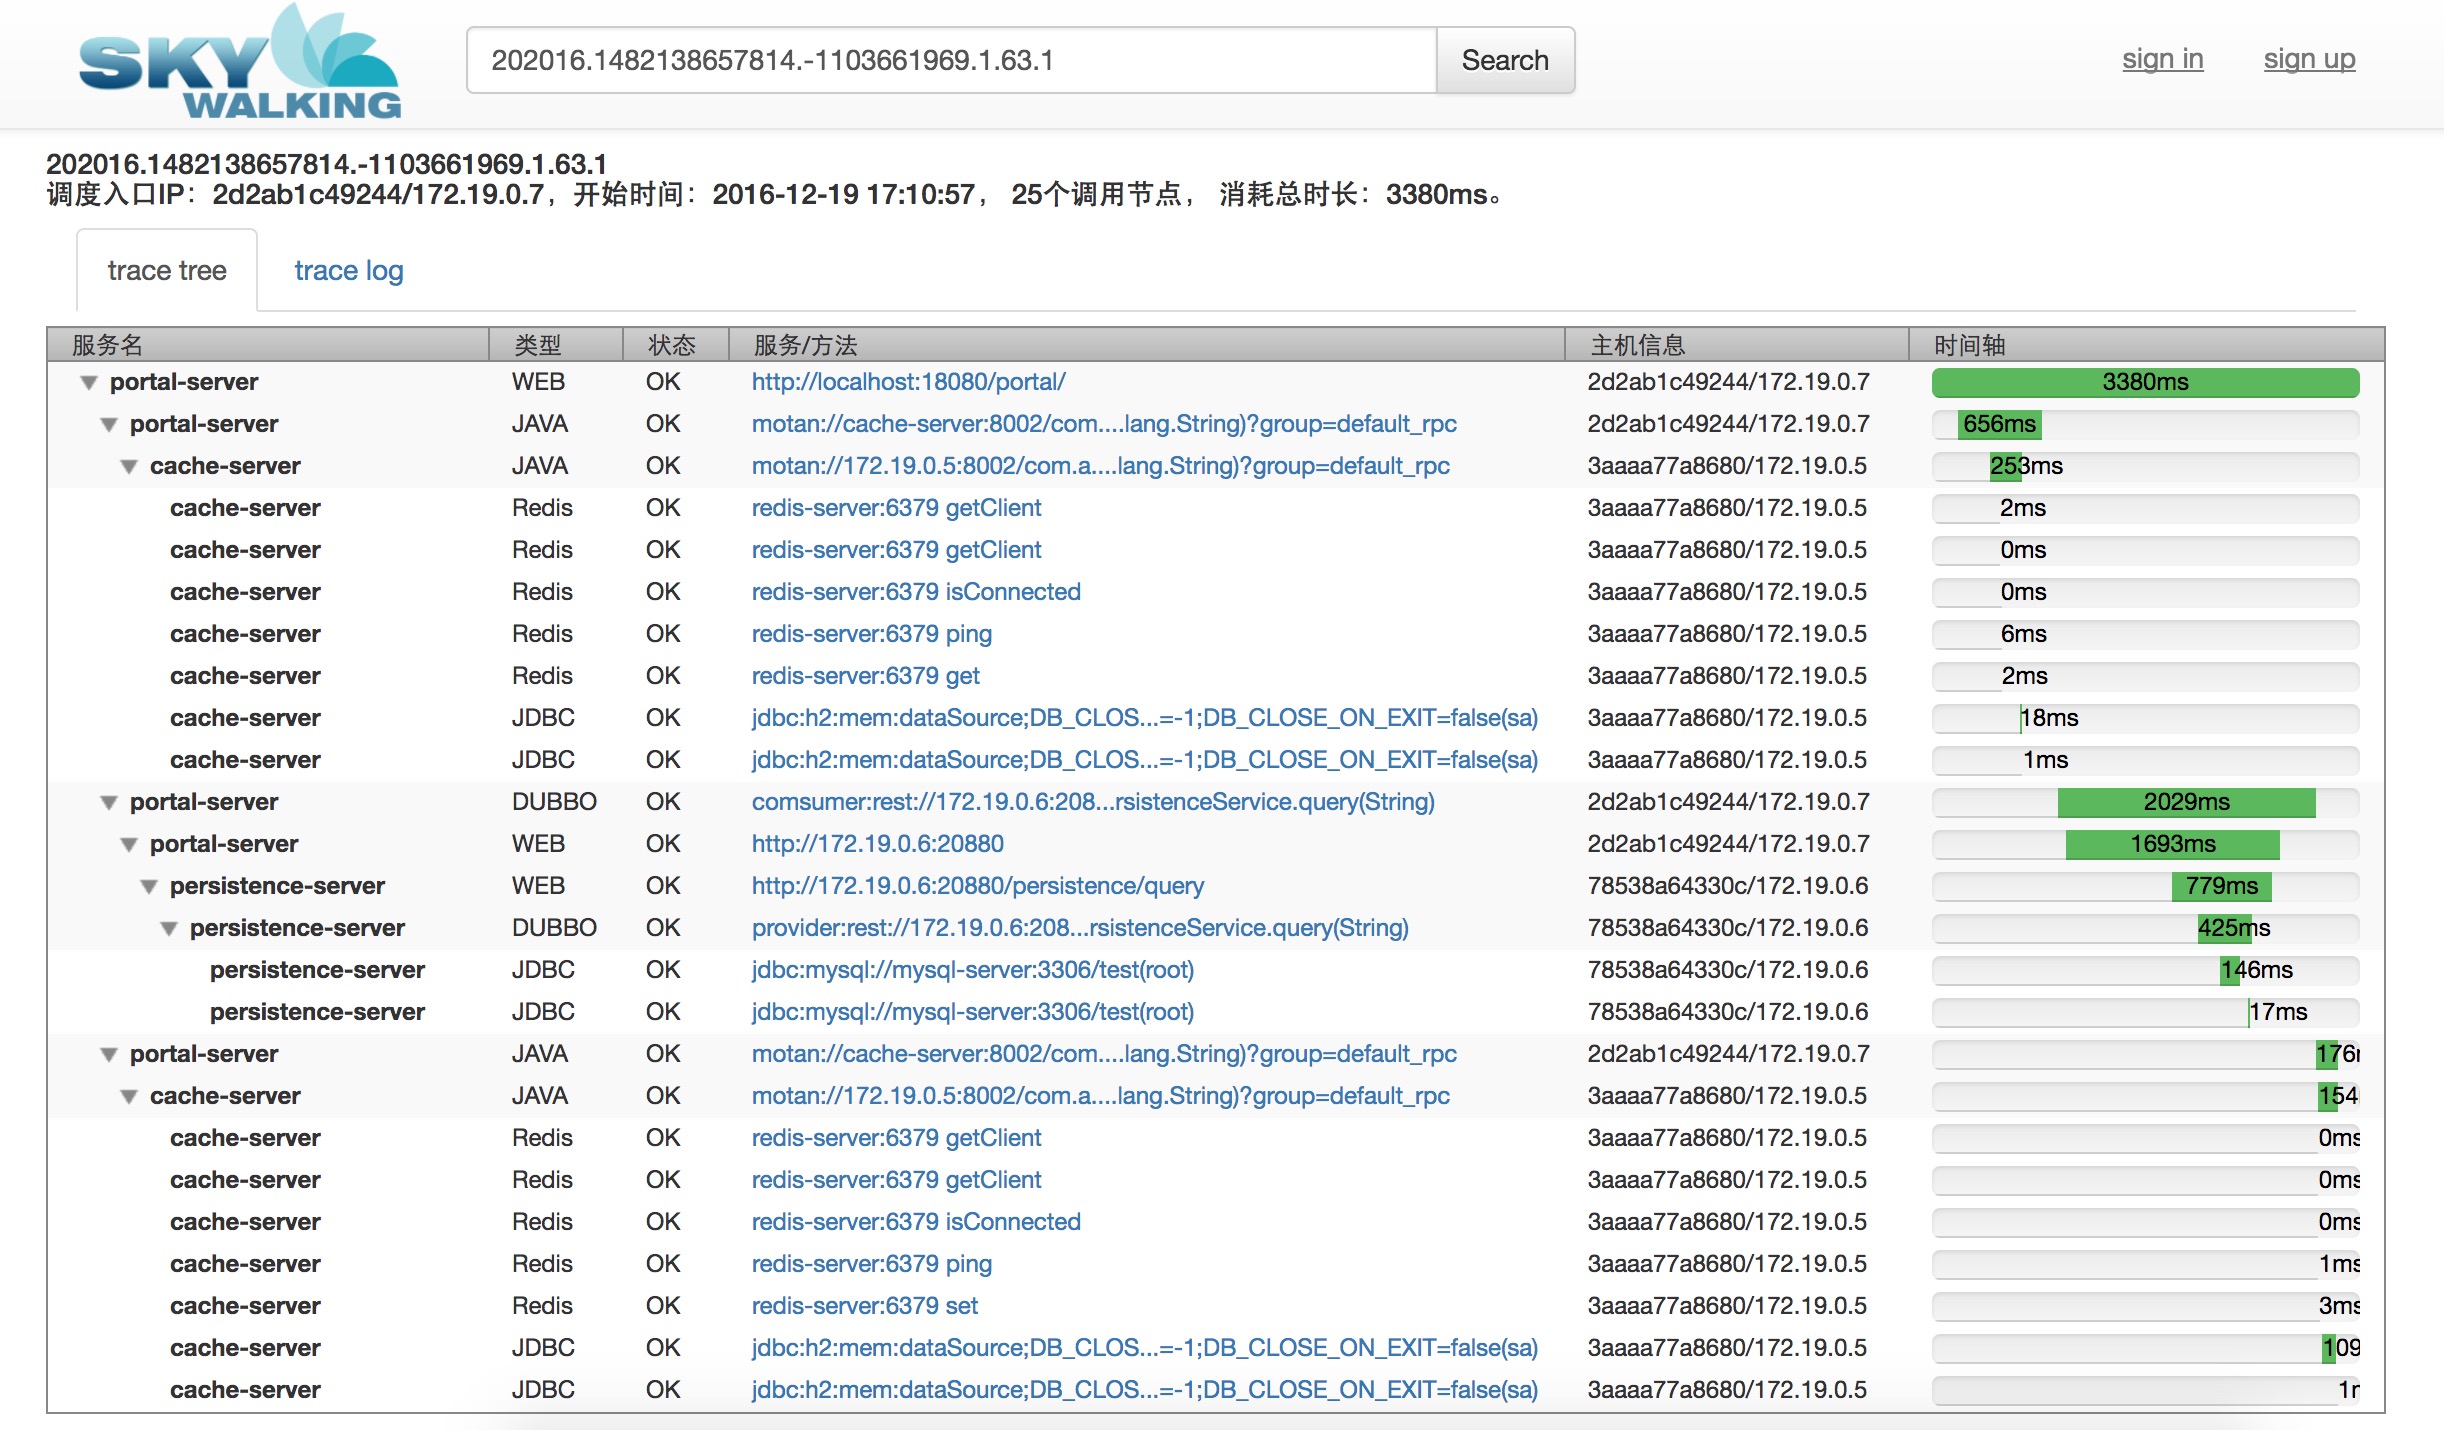 SKY WALKING
202016.1482138657814.-1103661969.1.63.1 Search sign in sign up
202016.1482138657814.-1103661969.1.63.1
调度入口IP：2d2ab1c49244/172.19.0.7，开始时间：2016-12-19 17:10:57， 25个调用节点， 消耗总时长：3380ms。
trace tree trace log
服务名 类型 状态 服务/方法 主机信息 时间轴
portal-server WEB OK http://localhost:18080/portal/ 2d2ab1c49244/172.19.0.7 3380ms
portal-server JAVA OK motan://cache-server:8002/com....lang.String)?group=default_rpc 2d2ab1c49244/172.19.0.7 656ms
cache-server JAVA OK motan://172.19.0.5:8002/com.a....lang.String)?group=default_rpc 3aaaa77a8680/172.19.0.5 253ms
cache-server Redis OK redis-server:6379 getClient 3aaaa77a8680/172.19.0.5 2ms
cache-server Redis OK redis-server:6379 getClient 3aaaa77a8680/172.19.0.5 0ms
cache-server Redis OK redis-server:6379 isConnected 3aaaa77a8680/172.19.0.5 0ms
cache-server Redis OK redis-server:6379 ping 3aaaa77a8680/172.19.0.5 6ms
cache-server Redis OK redis-server:6379 get 3aaaa77a8680/172.19.0.5 2ms
cache-server JDBC OK jdbc:h2:mem:dataSource;DB_CLOS...=-1;DB_CLOSE_ON_EXIT=false(sa) 3aaaa77a8680/172.19.0.5 18ms
cache-server JDBC OK jdbc:h2:mem:dataSource;DB_CLOS...=-1;DB_CLOSE_ON_EXIT=false(sa) 3aaaa77a8680/172.19.0.5 1ms
portal-server DUBBO OK comsumer:rest://172.19.0.6:208...rsistenceService.query(String) 2d2ab1c49244/172.19.0.7 2029ms
portal-server WEB OK http://172.19.0.6:20880 2d2ab1c49244/172.19.0.7 1693ms
persistence-server WEB OK http://172.19.0.6:20880/persistence/query 78538a64330c/172.19.0.6 779ms
persistence-server DUBBO OK provider:rest://172.19.0.6:208...rsistenceService.query(String) 78538a64330c/172.19.0.6 425ms
persistence-server JDBC OK jdbc:mysql://mysql-server:3306/test(root) 78538a64330c/172.19.0.6 146ms
persistence-server JDBC OK jdbc:mysql://mysql-server:3306/test(root) 78538a64330c/172.19.0.6 17ms
portal-server JAVA OK motan://cache-server:8002/com....lang.String)?group=default_rpc 2d2ab1c49244/172.19.0.7 176
cache-server JAVA OK motan://172.19.0.5:8002/com.a....lang.String)?group=default_rpc 3aaaa77a8680/172.19.0.5 154
cache-server Redis OK redis-server:6379 getClient 3aaaa77a8680/172.19.0.5 0ms
cache-server Redis OK redis-server:6379 getClient 3aaaa77a8680/172.19.0.5 0ms
cache-server Redis OK redis-server:6379 isConnected 3aaaa77a8680/172.19.0.5 0ms
cache-server Redis OK redis-server:6379 ping 3aaaa77a8680/172.19.0.5 1ms
cache-server Redis OK redis-server:6379 set 3aaaa77a8680/172.19.0.5 3ms
cache-server JDBC OK jdbc:h2:mem:dataSource;DB_CLOS...=-1;DB_CLOSE_ON_EXIT=false(sa) 3aaaa77a8680/172.19.0.5 109
cache-server JDBC OK jdbc:h2:mem:dataSource;DB_CLOS...=-1;DB_CLOSE_ON_EXIT=false(sa) 3aaaa77a8680/172.19.0.5 1